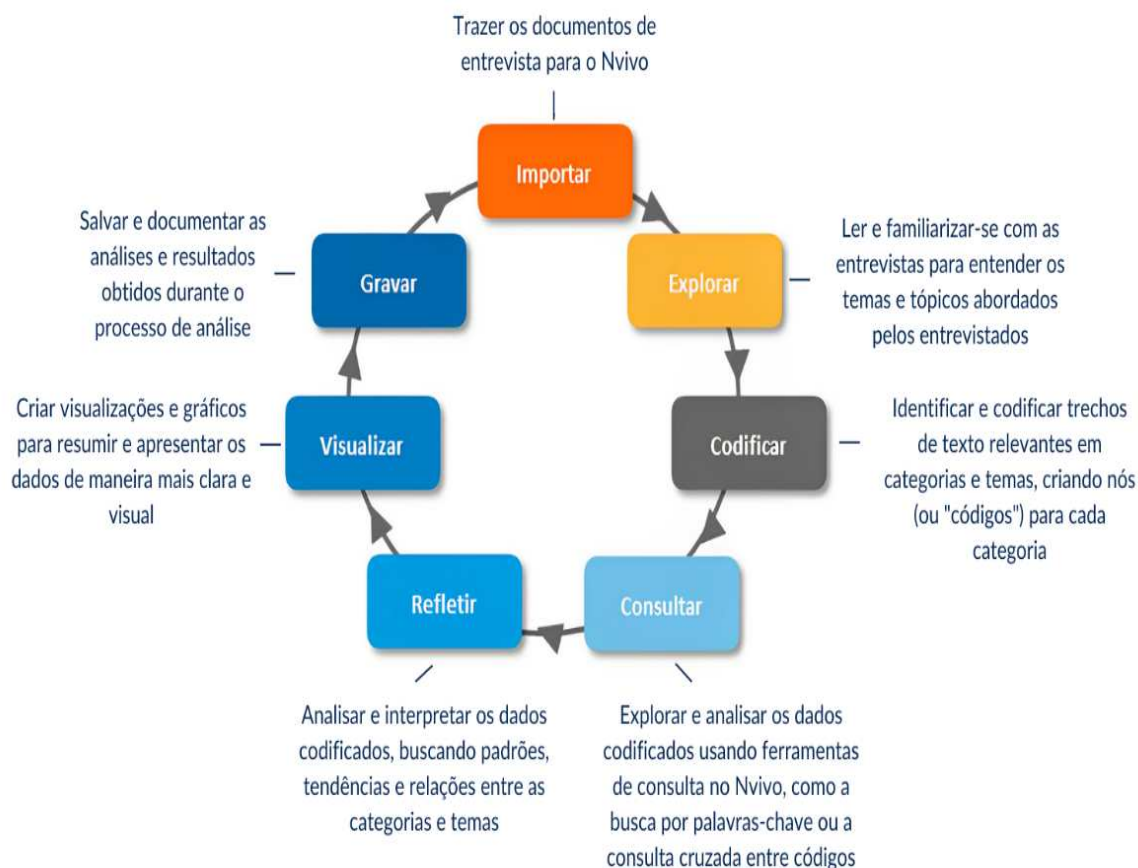 Trazer os documentos de
entrevista para o Nvivo
Importar
Explorar
Ler e familiarizar-se com as
entrevistas para entender os
temas e tópicos abordados
pelos entrevistados
Codificar
Identificar e codificar trechos
de texto relevantes em
categorias e temas, criando nós
(ou "códigos") para cada
categoria
Consultar
Explorar e analisar os dados
codificados usando ferramentas
de consulta no Nvivo, como a
busca por palavras-chave ou a
consulta cruzada entre códigos
Refletir
Analisar e interpretar os dados
codificados, buscando padrões,
tendências e relações entre as
categorias e temas
Visualizar
Criar visualizações e gráficos
para resumir e apresentar os
dados de maneira mais clara e
visual
Gravar
Salvar e documentar as
análises e resultados
obtidos durante o
processo de análise